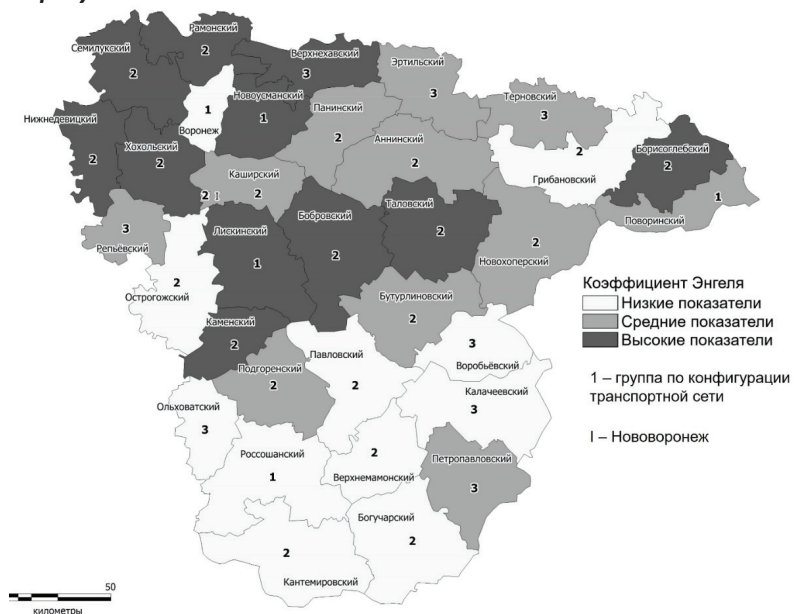 Рамонский
2
Семилукский
2
Верхнехавский
3
Эртильский
3
Новоусманский
1
1
Воронеж
Панинский
2
Терновский
3
Нижнедевицкий
2
Хохольский
2
Аннинский
2
2
Грибановский
Борисоглебский
2
Каширский
2
2 I
1
Поворинский
3
Репьёвский
Лискинский
1
Бобровский
2
Таловский
2
2
Новохоперский
2
Острогожский
Бутурлиновский
2
Каменский
2
Павловский
2
3
Воробьёвский
Подгоренский
2
Калачеевский
3
Ольховатский
3
Россошанский
1
2
Верхнемамонский
Петропавловский
3
Богучарский
2
2
Кантемировский
Коэффициент Энгеля
Низкие показатели
Средние показатели
Высокие показатели
1 – группа по конфигурации
транспортной сети
I – Нововоронеж
50
километры